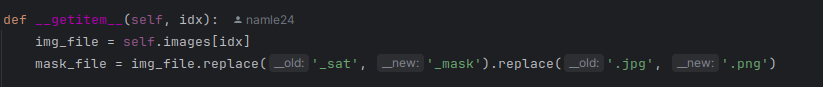 def __getitem__(self, idx): namle24
img_file = self.images[idx]
mask_file = img_file.replace(__old: '_sat', __new: '_mask').replace(__old: '.jpg', __new: '.png')